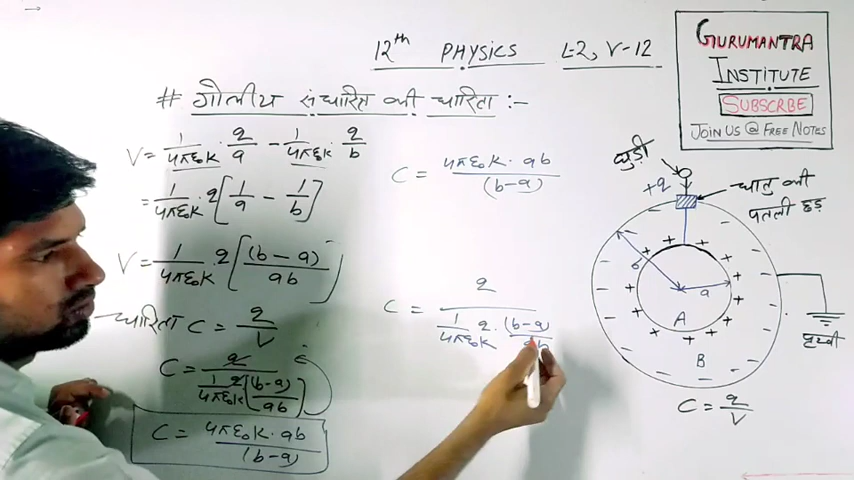 12th PHYSICS L-2, V-12
GURUMANTRA
INSTITUTE
SUBSCRBE
JOIN US @ FREE NOTES
# गोलीय संधारित्र की धारिता :-
V = 1/4πε₀K · q/a - 1/4πε₀K · q/b
= 1/4πε₀K · q [1/a - 1/b]
V = 1/4πε₀K q [(b-a)/ab]
धारिता C = q/V
C = q / (1/4πε₀K q [(b-a)/ab])
C = 4πε₀K · ab / (b-a)
C = 4πε₀K · ab / (b-a)
C = q / (1/4πε₀K q · (b-a)/ab)
घुण्डी
+q
धातु की
पतली छड़
b
a
A
B
पृथ्वी
C = q/V